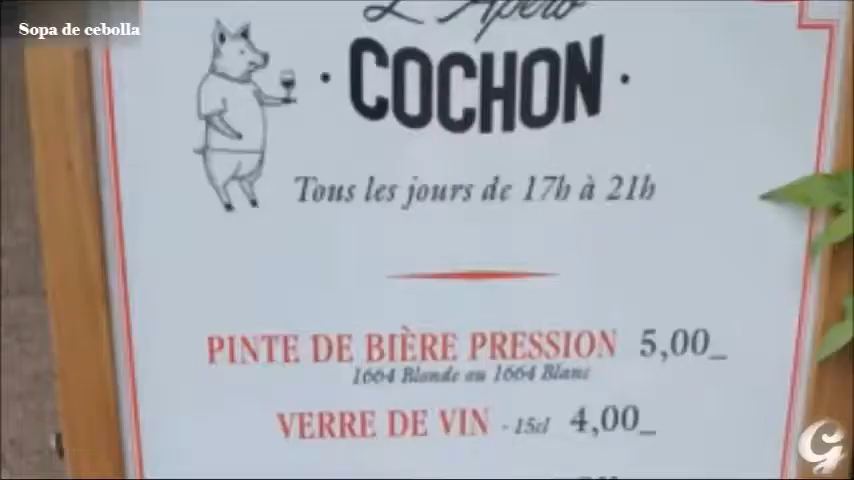 Sopa de cebolla
L'Apéro
· COCHON ·
Tous les jours de 17h à 21h
PINTE DE BIÈRE PRESSION 5,00_
1664 Blonde ou 1664 Blanc
VERRE DE VIN - 15cl 4,00_
G